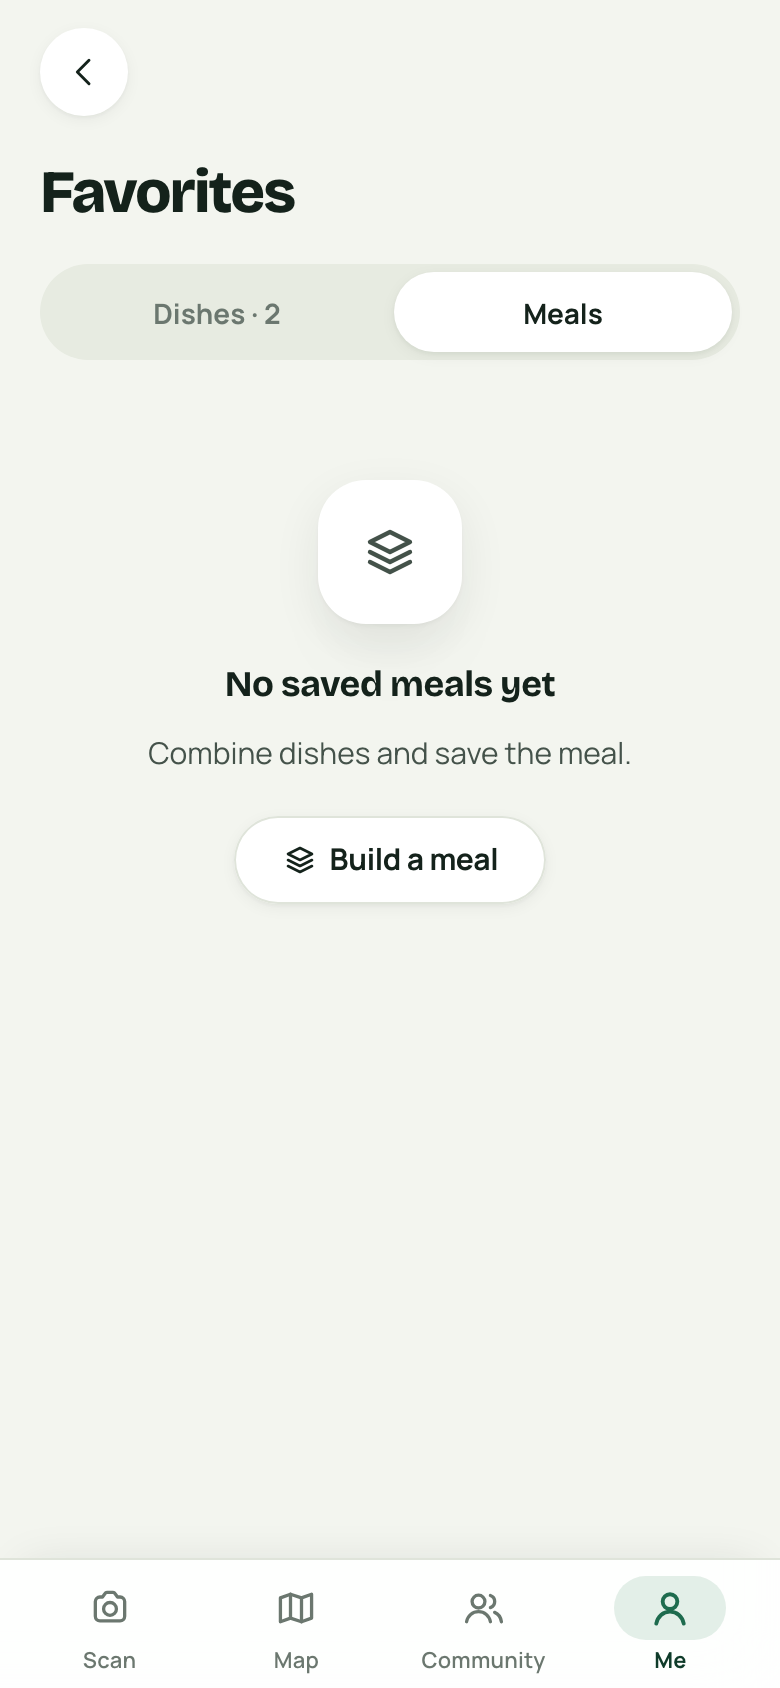 Favorites
Dishes · 2
Meals
No saved meals yet
Combine dishes and save the meal.
Build a meal
Scan
Map
Community
Me